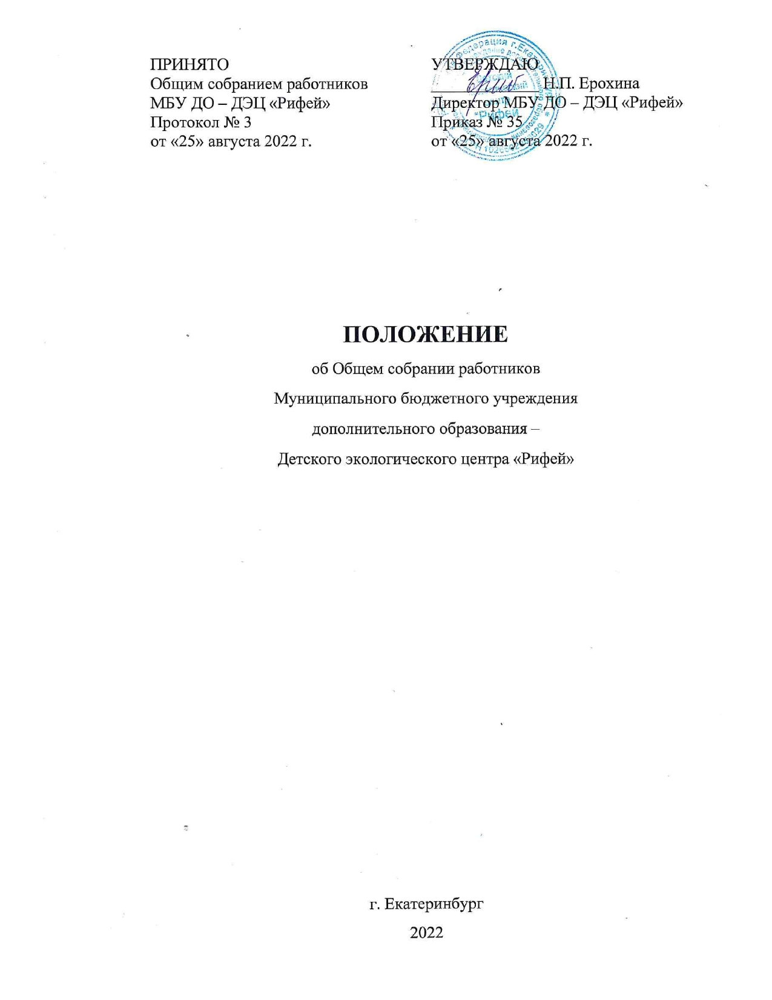 ПРИНЯТО
Общим собранием работников
МБУ ДО – ДЭЦ «Рифей»
Протокол № 3
от «25» августа 2022 г.
УТВЕРЖДАЮ
Н.П. Ерохина
Директор МБУ ДО – ДЭЦ «Рифей»
Приказ № 35
от «25» августа 2022 г.
ПОЛОЖЕНИЕ
об Общем собрании работников
Муниципального бюджетного учреждения
дополнительного образования –
Детского экологического центра «Рифей»
г. Екатеринбург
2022